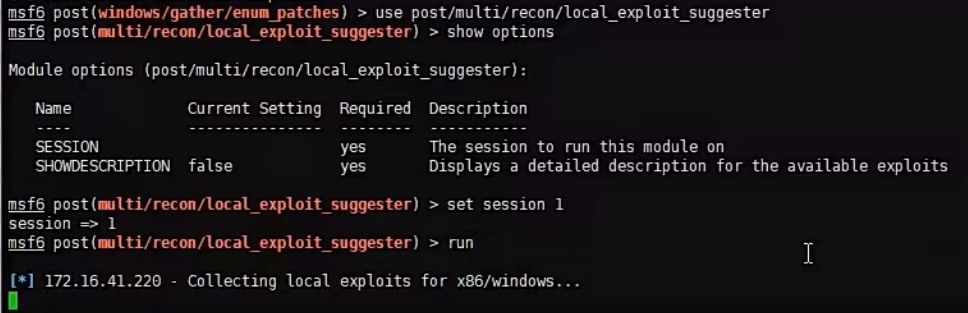 msf6 post(windows/gather/enum_patches) > use post/multi/recon/local_exploit_suggester
msf6 post(multi/recon/local_exploit_suggester) > show options
Module options (post/multi/recon/local_exploit_suggester):
Name Current Setting Required Description
---- --------------- -------- -----------
SESSION yes The session to run this module on
SHOWDESCRIPTION false yes Displays a detailed description for the available exploits
msf6 post(multi/recon/local_exploit_suggester) > set session 1
session => 1
msf6 post(multi/recon/local_exploit_suggester) > run
[*] 172.16.41.220 - Collecting local exploits for x86/windows...